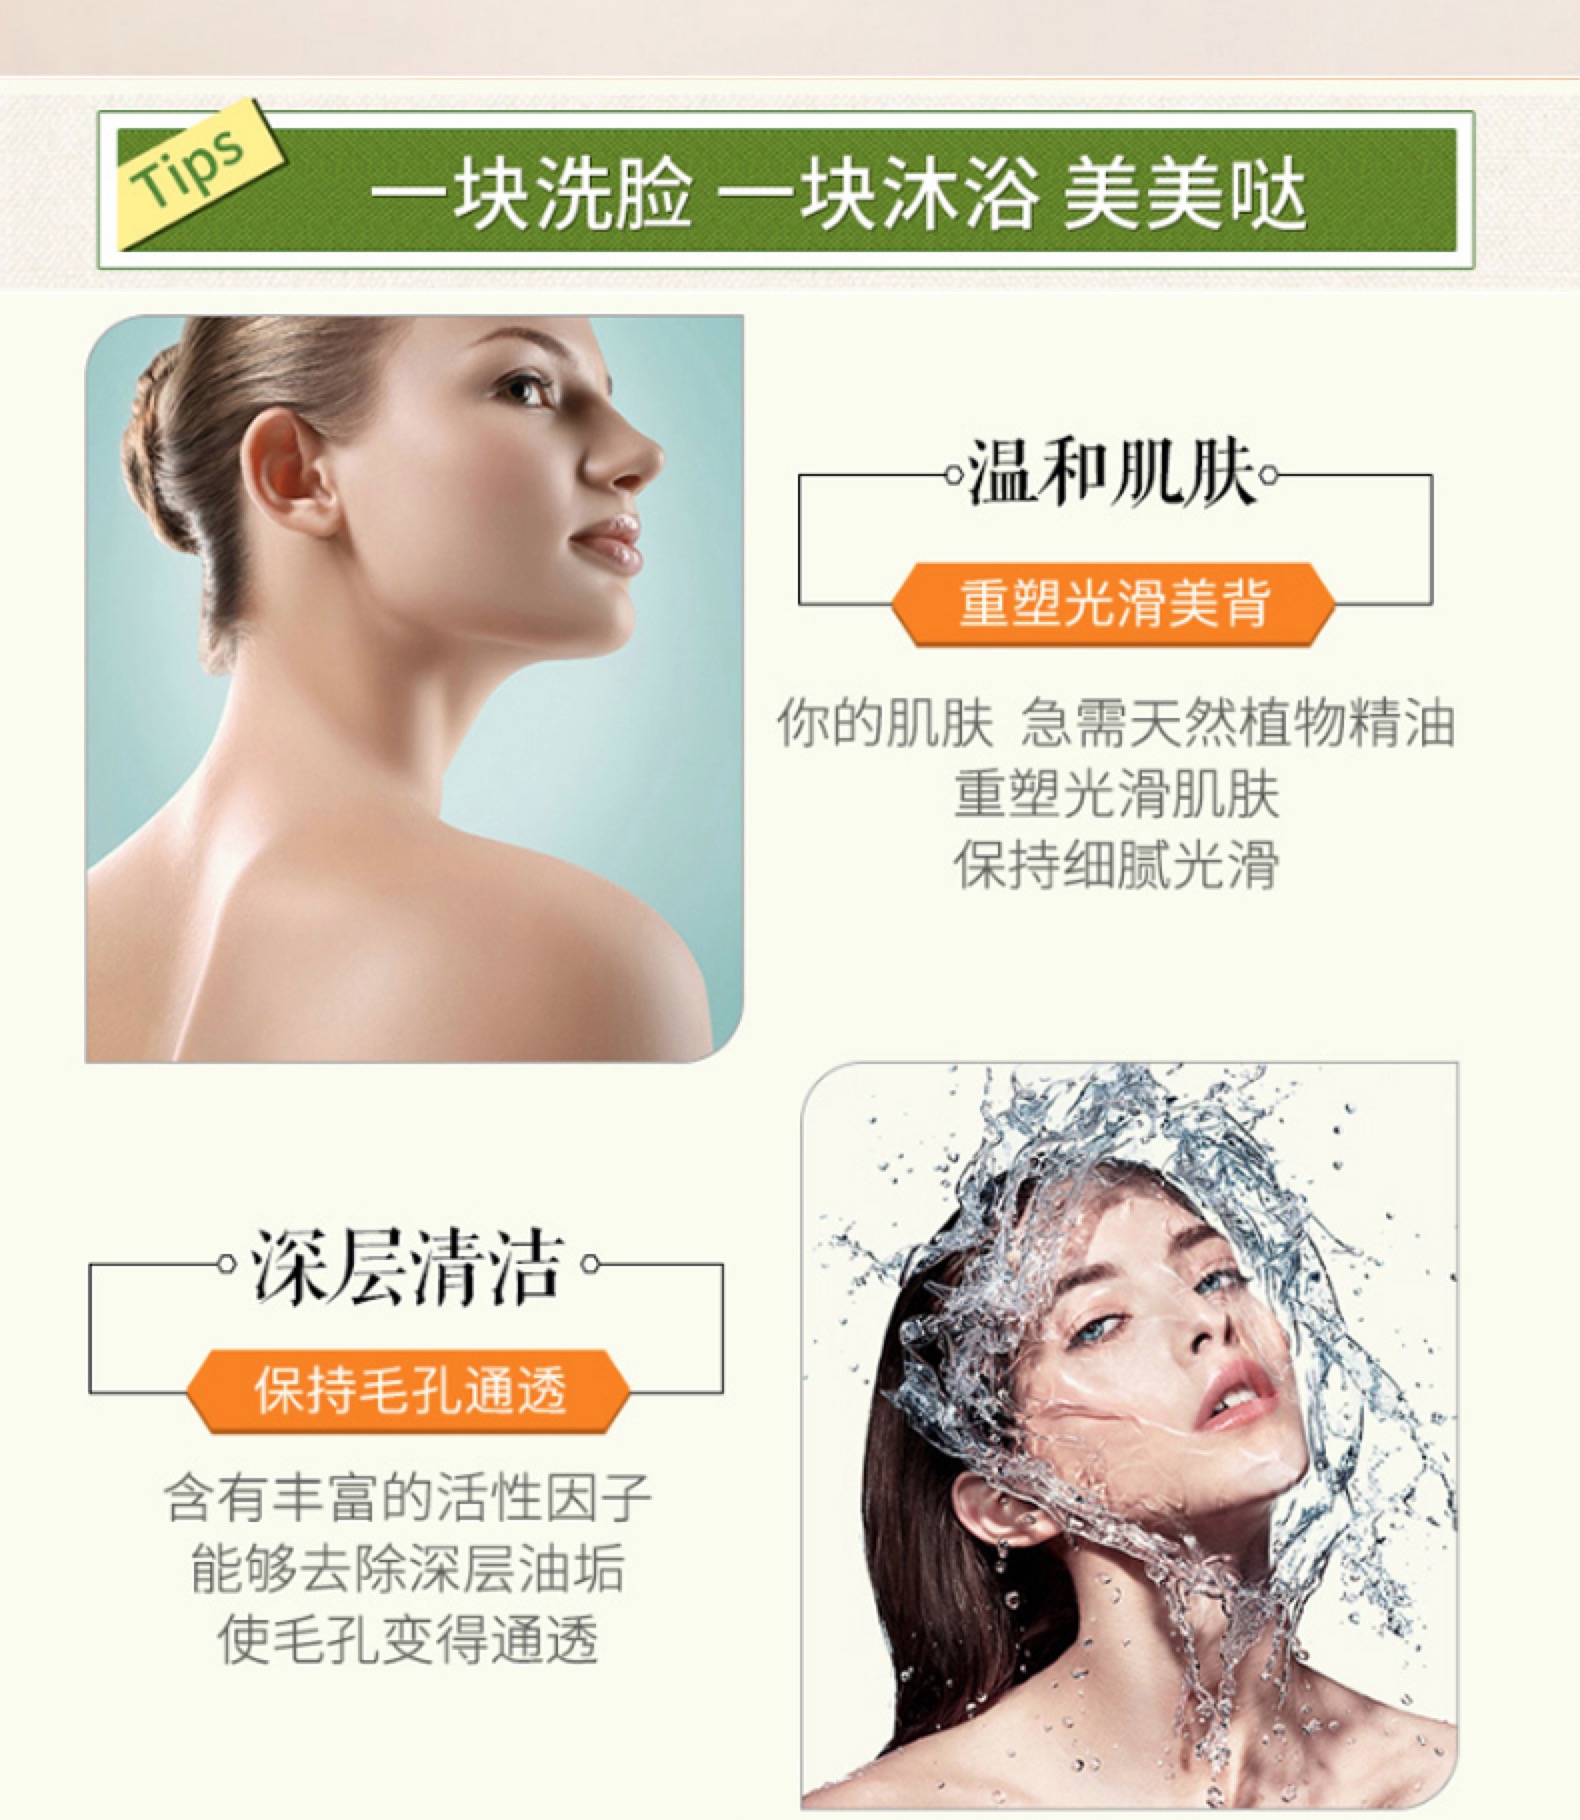 Tips
一块洗脸 一块沐浴 美美哒
温和肌肤
重塑光滑美背
你的肌肤 急需天然植物精油
重塑光滑肌肤
保持细腻光滑
深层清洁
保持毛孔通透
含有丰富的活性因子
能够去除深层油垢
使毛孔变得通透